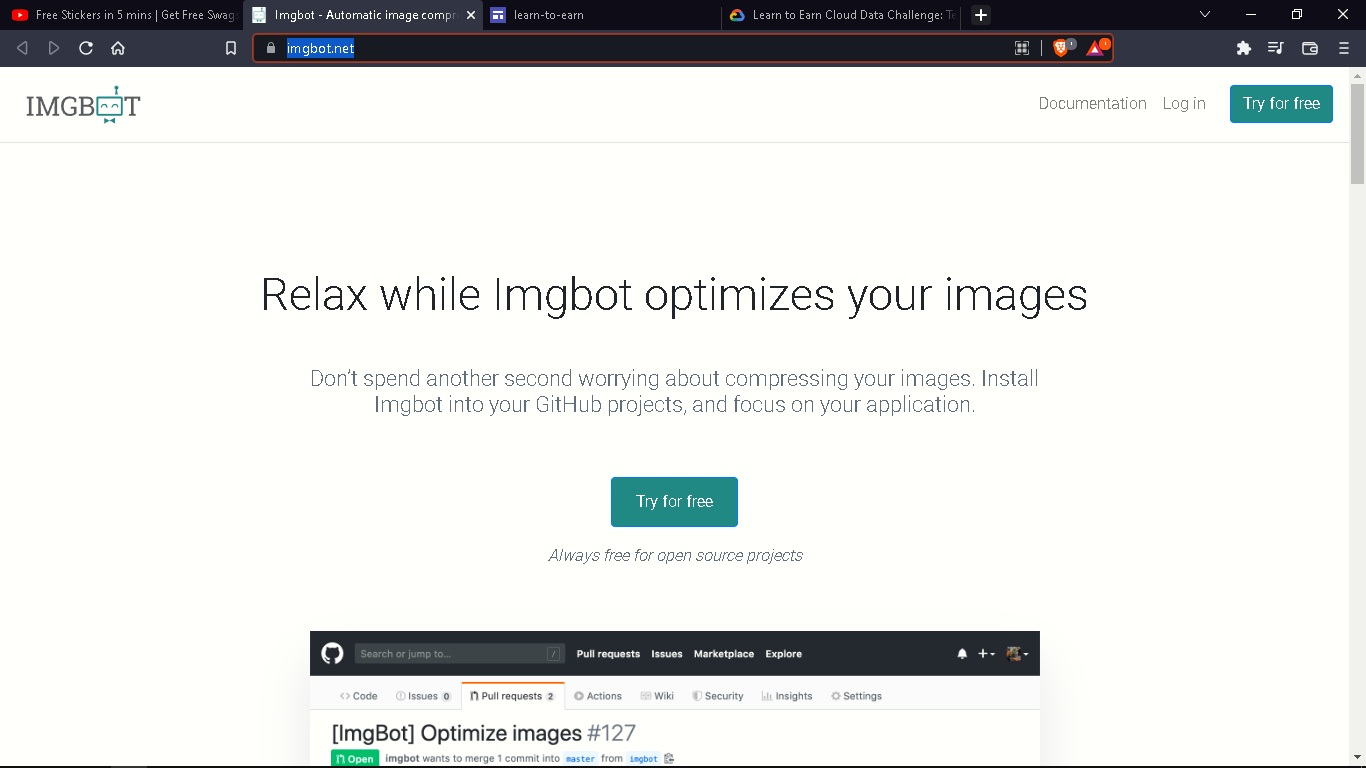 Free Stickers in 5 mins | Get Free Swag
Imgbot - Automatic image compr
learn-to-earn
Learn to Earn Cloud Data Challenge: Te
imgbot.net
IMGBOT
Documentation
Log in
Try for free
Relax while Imgbot optimizes your images
Don't spend another second worrying about compressing your images. Install
Imgbot into your GitHub projects, and focus on your application.
Try for free
Always free for open source projects
Search or jump to...
/
Pull requests
Issues
Marketplace
Explore
Code
Issues 0
Pull requests 2
Actions
Wiki
Security
Insights
Settings
[ImgBot] Optimize images #127
Open
imgbot wants to merge 1 commit into master from imgbot